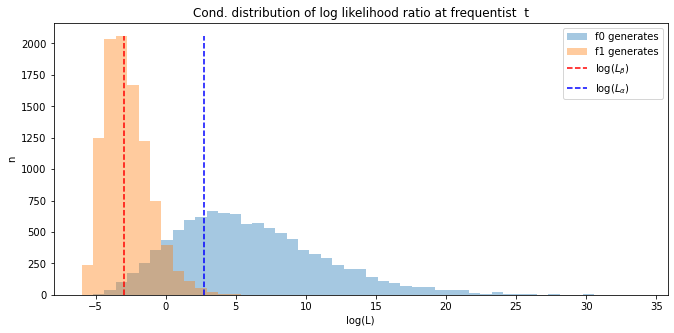 Cond. distribution of log likelihood ratio at frequentist  t
n
2000
1750
1500
1250
1000
750
500
250
0
f0 generates
f1 generates
log(L_β)
log(L_α)
−5
0
5
10
15
20
25
30
35
log(L)